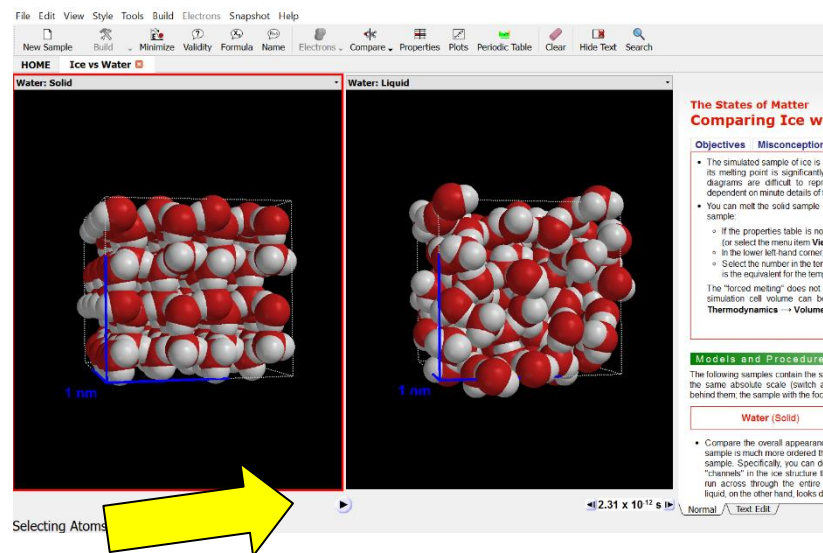 File Edit View Style Tools Build Electrons Snapshot Help
New Sample Build Minimize Validity Formula Name Electrons Compare Properties Plots Periodic Table Clear Hide Text Search
HOME Ice vs Water
Water: Solid
Water: Liquid
1 nm
1 nm
2.31 x 10⁻¹² s
Selecting Atoms
The States of Matter
Comparing Ice w
Objectives Misconception
• The simulated sample of ice is
its melting point is significantly
diagrams are difficult to repr
dependent on minute details of
• You can melt the solid sample
sample:
◦ If the properties table is no
(or select the menu item Vie
◦ In the lower left-hand corner
◦ Select the number in the ten
is the equivalent for the temp
The "forced melting" does not
simulation cell volume can b
Thermodynamics → Volume
Models and Procedure
The following samples contain the s
the same absolute scale (switch a
behind them; the sample with the foc
Water (Solid)
• Compare the overall appearanc
sample is much more ordered th
sample. Specifically, you can d
"channels" in the ice structure t
run across through the entire
liquid, on the other hand, looks d
Normal Text Edit